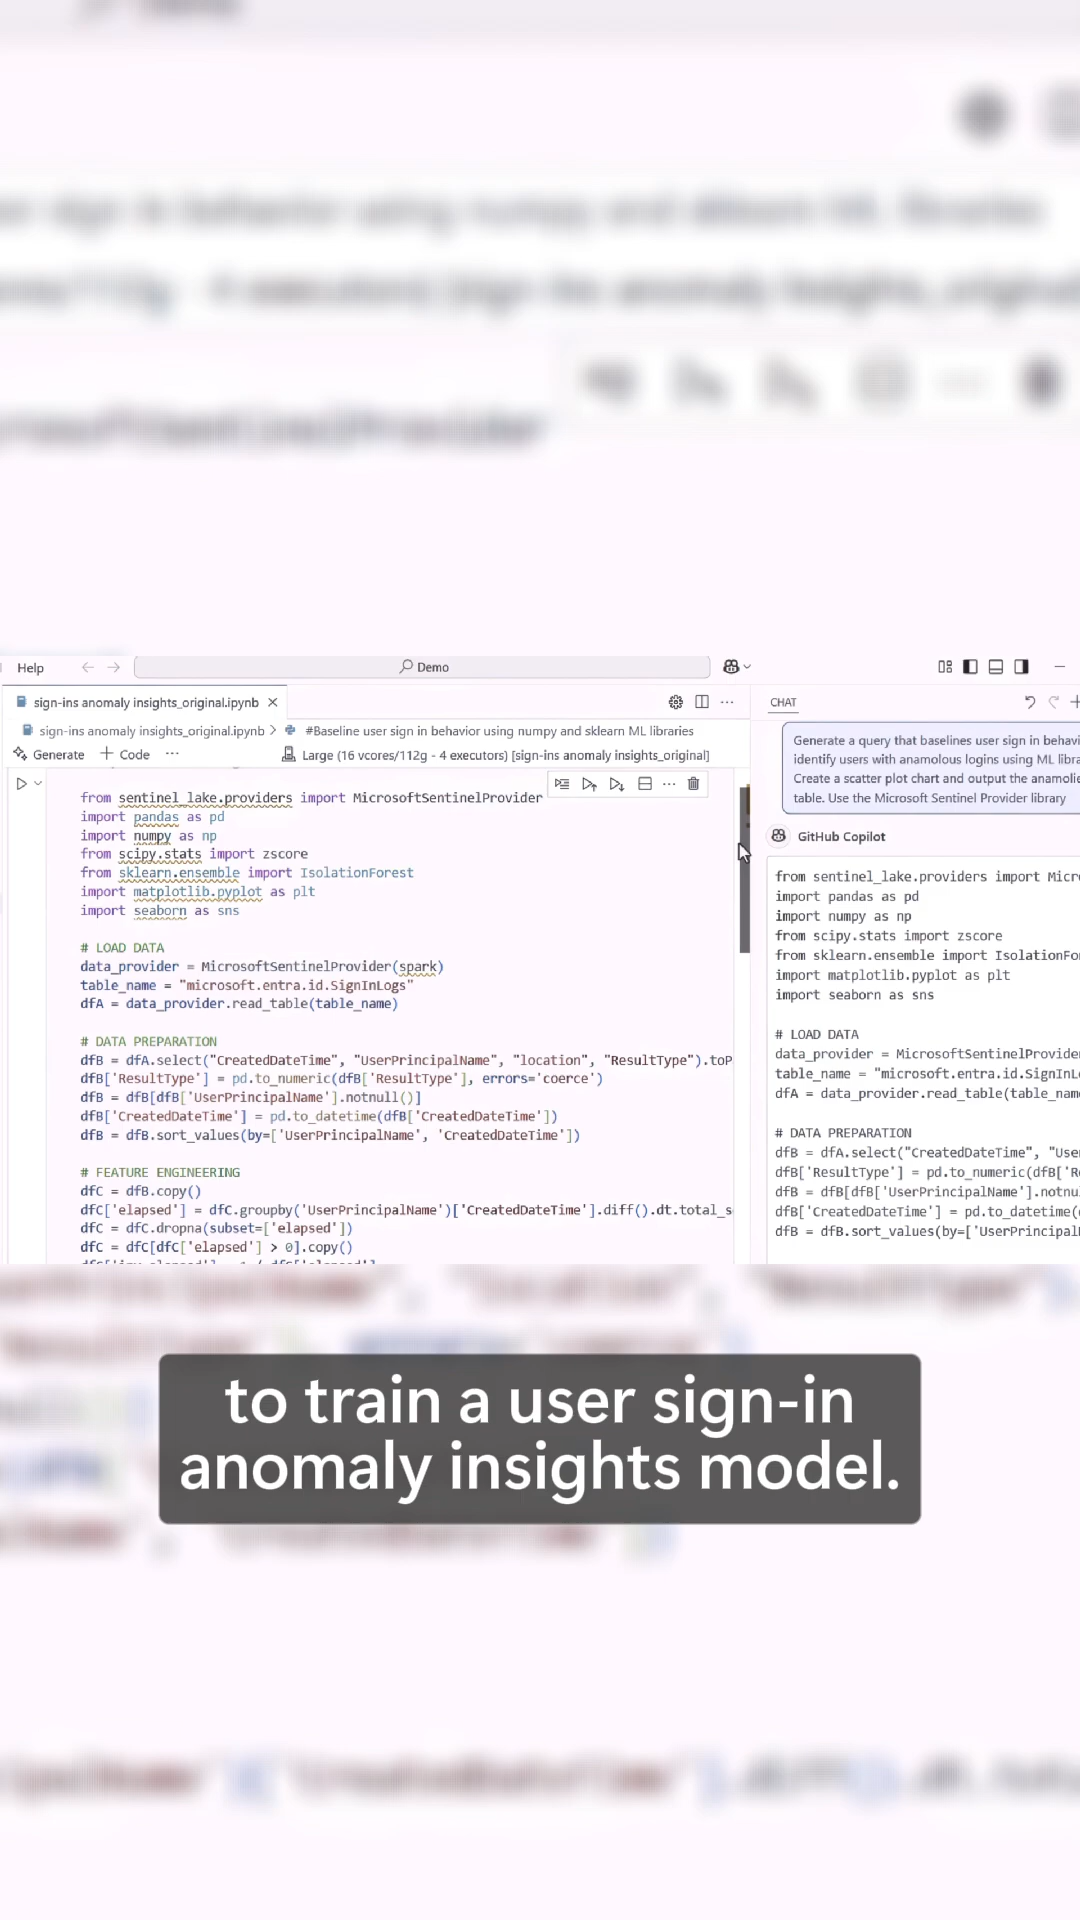 Help
Demo
sign-ins anomaly insights_original.ipynb
sign-ins anomaly insights_original.ipynb > #Baseline user sign in behavior using numpy and sklearn ML libraries
Generate + Code ... Large (16 vcores/112g - 4 executors) [sign-ins anomaly insights_original]
from sentinel_lake.providers import MicrosoftSentinelProvider
import pandas as pd
import numpy as np
from scipy.stats import zscore
from sklearn.ensemble import IsolationForest
import matplotlib.pyplot as plt
import seaborn as sns
# LOAD DATA
data_provider = MicrosoftSentinelProvider(spark)
table_name = "microsoft.entra.id.SignInLogs"
dfA = data_provider.read_table(table_name)
# DATA PREPARATION
dfB = dfA.select("CreatedDateTime", "UserPrincipalName", "location", "ResultType").toP
dfB['ResultType'] = pd.to_numeric(dfB['ResultType'], errors='coerce')
dfB = dfB[dfB['UserPrincipalName'].notnull()]
dfB['CreatedDateTime'] = pd.to_datetime(dfB['CreatedDateTime'])
dfB = dfB.sort_values(by=['UserPrincipalName', 'CreatedDateTime'])
# FEATURE ENGINEERING
dfC = dfB.copy()
dfC['elapsed'] = dfC.groupby('UserPrincipalName')['CreatedDateTime'].diff().dt.total_s
dfC = dfC.dropna(subset=['elapsed'])
dfC = dfC[dfC['elapsed'] > 0].copy()
CHAT
Generate a query that baselines user sign in behavi
identify users with anamolous logins using ML libra
Create a scatter plot chart and output the anamolie
table. Use the Microsoft Sentinel Provider library
GitHub Copilot
from sentinel_lake.providers import Micr
import pandas as pd
import numpy as np
from scipy.stats import zscore
from sklearn.ensemble import IsolationFo
import matplotlib.pyplot as plt
import seaborn as sns
# LOAD DATA
data_provider = MicrosoftSentinelProvide
table_name = "microsoft.entra.id.SignInL
dfA = data_provider.read_table(table_nam
# DATA PREPARATION
dfB = dfA.select("CreatedDateTime", "Use
dfB['ResultType'] = pd.to_numeric(dfB['R
dfB = dfB[dfB['UserPrincipalName'].notnu
dfB['CreatedDateTime'] = pd.to_datetime(
dfB = dfB.sort_values(by=['UserPrincipal
to train a user sign-in
anomaly insights model.